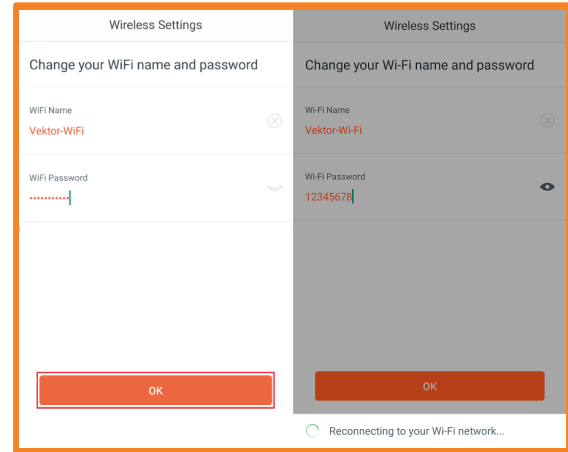 Wireless Settings
Change your WiFi name and password
WiFi Name
Vektor-WiFi
WiFi Password
•••••••••••
OK
Wireless Settings
Change your Wi-Fi name and password
Wi-Fi Name
Vektor-Wi-Fi
Wi-Fi Password
12345678
OK
Reconnecting to your Wi-Fi network...